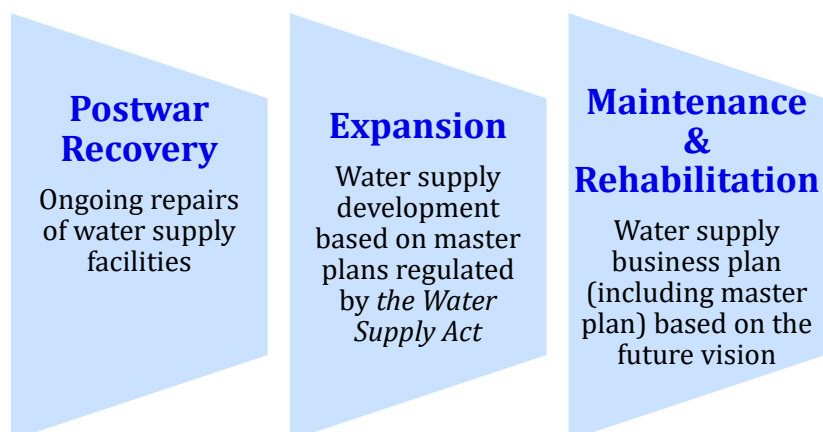 Postwar
Recovery
Ongoing repairs
of water supply
facilities
Expansion
Water supply
development
based on master
plans regulated
by the Water
Supply Act
Maintenance
&
Rehabilitation
Water supply
business plan
(including master
plan) based on the
future vision